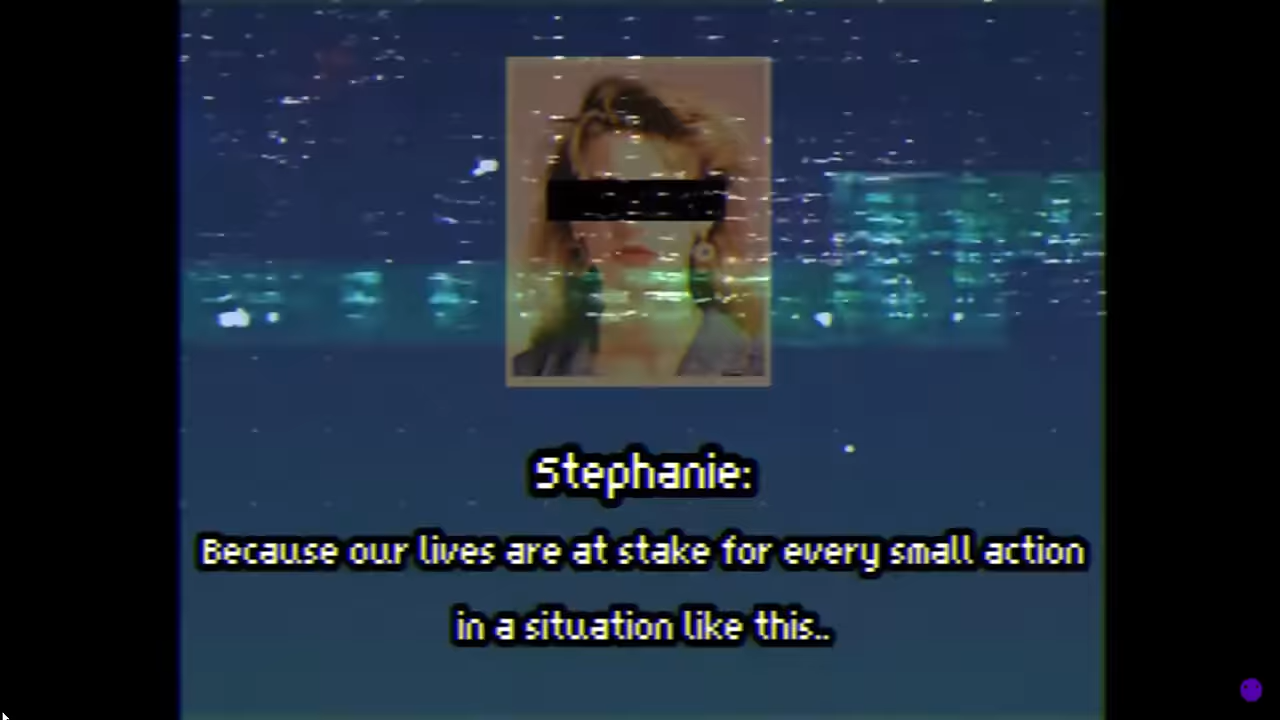 Stephanie:
Because our lives are at stake for every small action
in a situation like this..